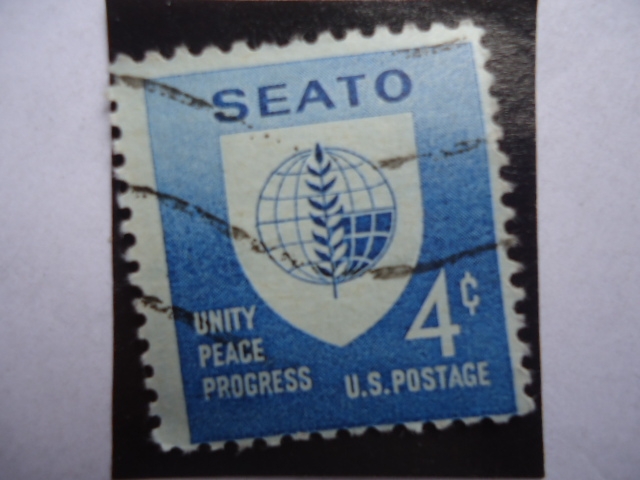 SEATO
4¢
UNITY
PEACE
PROGRESS
U.S.POSTAGE